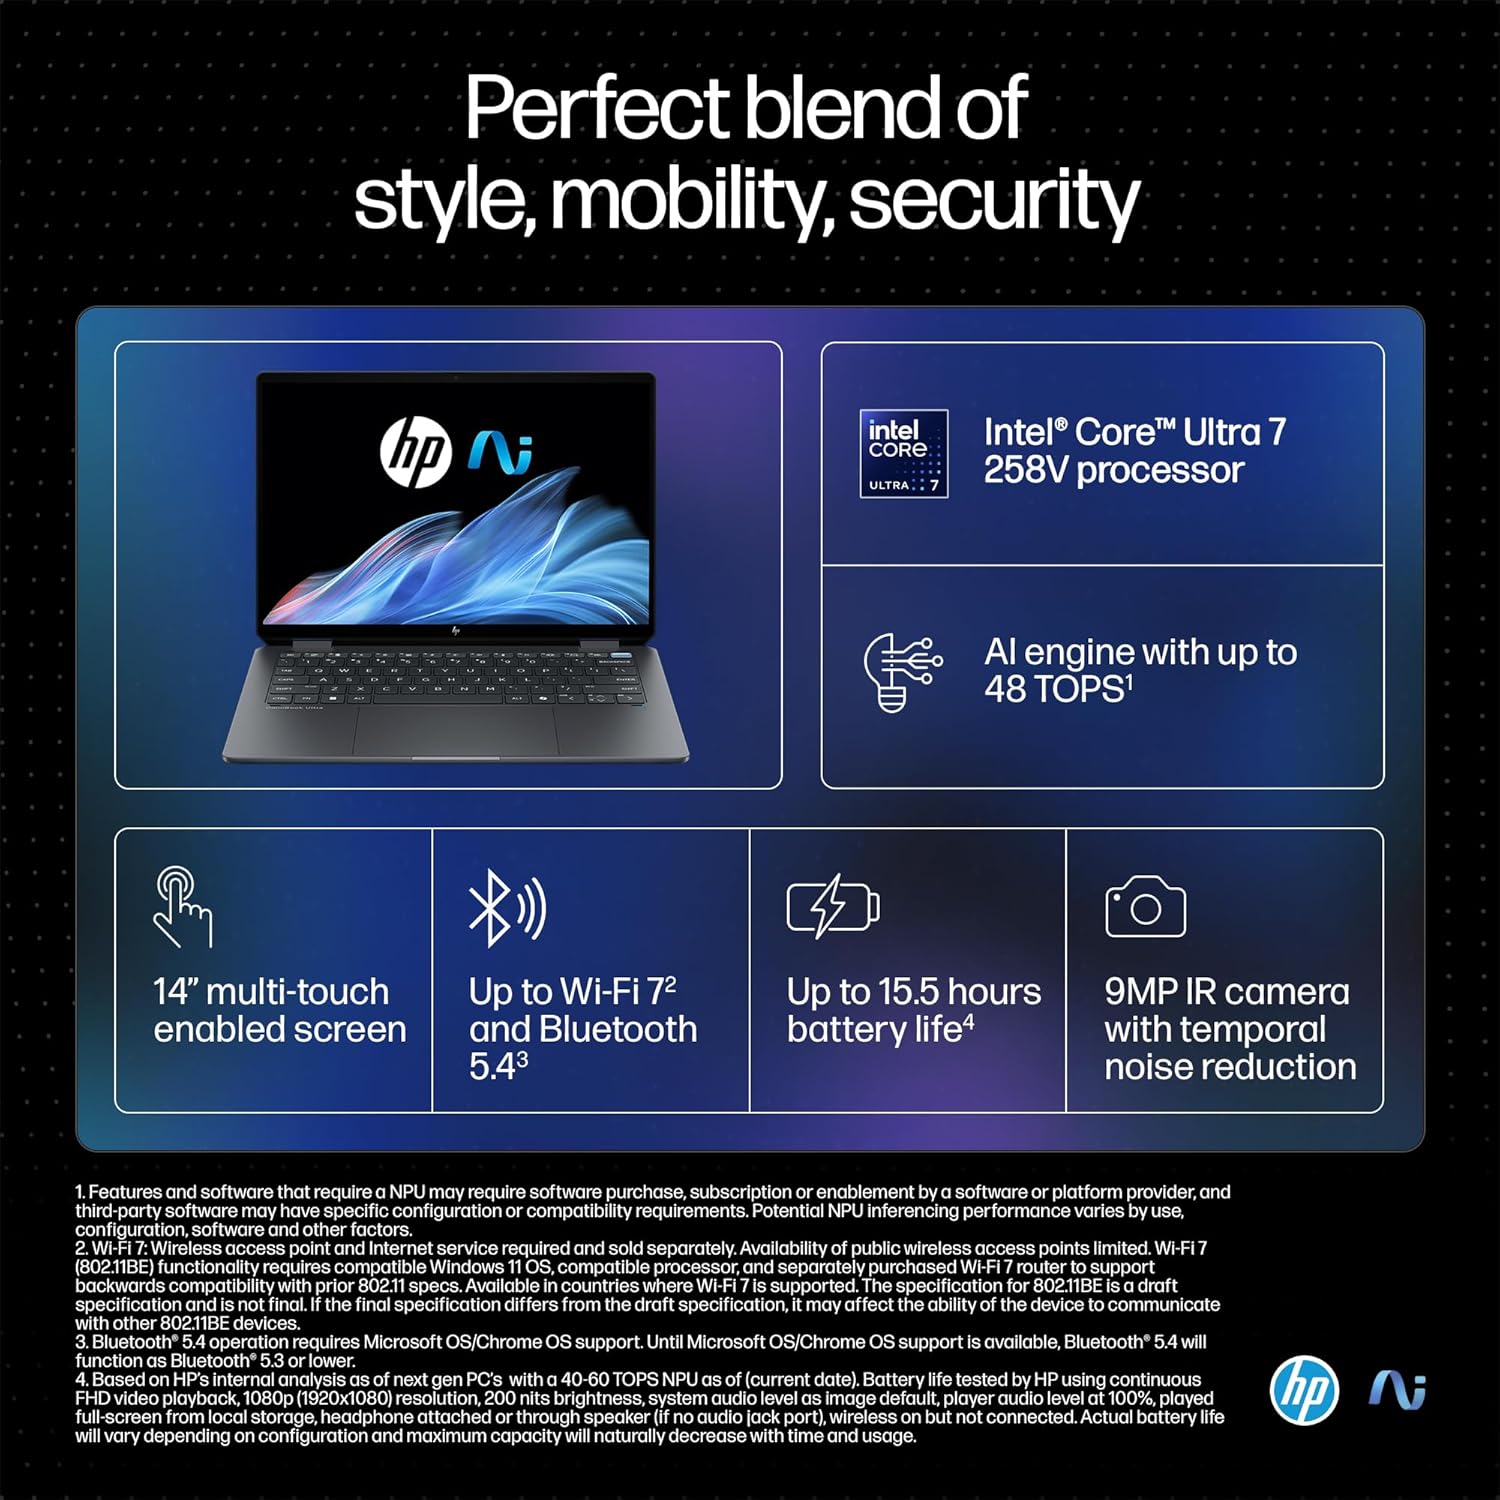 Perfect blend of
style, mobility, security
hp
intel
CORE
ULTRA 7
Intel® Core™ Ultra 7
258V processor
AI engine with up to
48 TOPS¹
14” multi-touch
enabled screen
Up to Wi-Fi 7²
and Bluetooth
5.4³
Up to 15.5 hours
battery life⁴
9MP IR camera
with temporal
noise reduction
1. Features and software that require a NPU may require software purchase, subscription or enablement by a software or platform provider, and
third-party software may have specific configuration or compatibility requirements. Potential NPU inferencing performance varies by use,
configuration, software and other factors.
2. Wi-Fi 7: Wireless access point and Internet service required and sold separately. Availability of public wireless access points limited. Wi-Fi 7
(802.11BE) functionality requires compatible Windows 11 OS, compatible processor, and separately purchased Wi-Fi 7 router to support
backwards compatibility with prior 802.11 specs. Available in countries where Wi-Fi 7 is supported. The specification for 802.11BE is a draft
specification and is not final. If the final specification differs from the draft specification, it may affect the ability of the device to communicate
with other 802.11BE devices.
3. Bluetooth® 5.4 operation requires Microsoft OS/Chrome OS support. Until Microsoft OS/Chrome OS support is available, Bluetooth® 5.4 will
function as Bluetooth® 5.3 or lower.
4. Based on HP's internal analysis as of next gen PC's with a 40-60 TOPS NPU as of (current date). Battery life tested by HP using continuous
FHD video playback, 1080p (1920x1080) resolution, 200 nits brightness, system audio level as image default, player audio level at 100%, played
full-screen from local storage, headphone attached or through speaker (if no audio jack port), wireless on but not connected. Actual battery life
will vary depending on configuration and maximum capacity will naturally decrease with time and usage.
hp